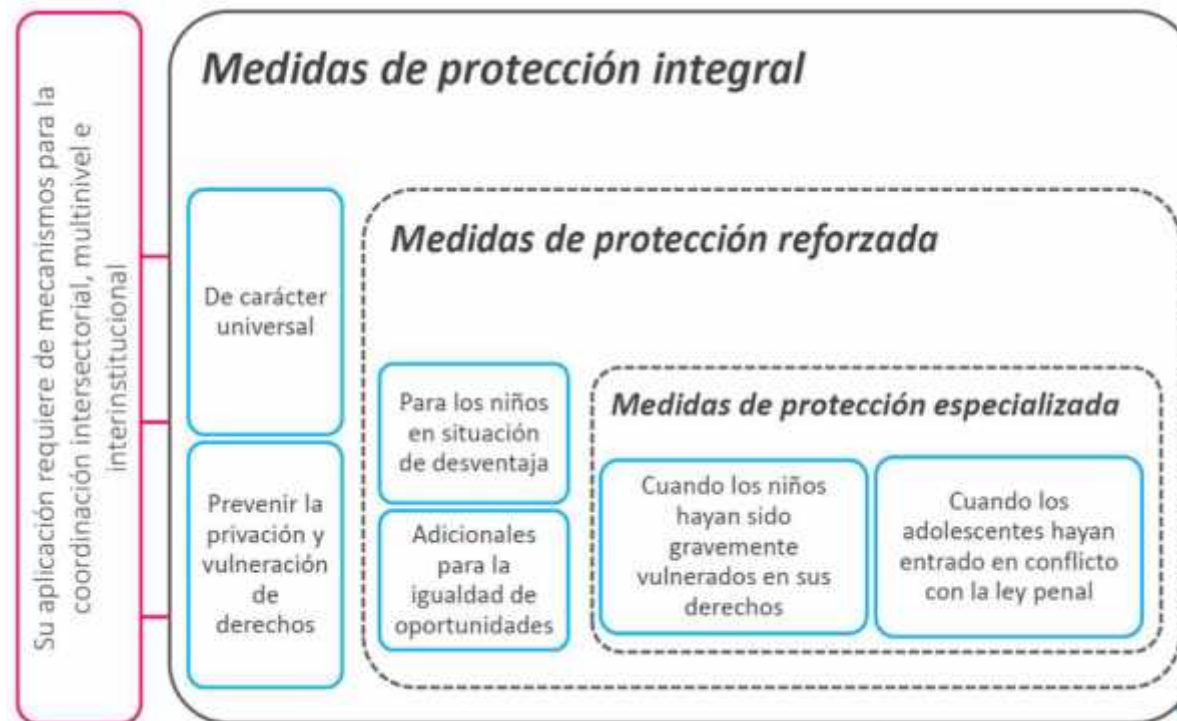 Su aplicación requiere de mecanismos para la
coordinación intersectorial, multinivel e
interinstitucional
Medidas de protección integral
De carácter
universal
Prevenir la
privación y
vulneración
de
derechos
Medidas de protección reforzada
Para los niños
en situación
de desventaja
Adicionales
para la
igualdad de
oportunidades
Medidas de protección especializada
Cuando los niños
hayan sido
gravemente
vulnerados en sus
derechos
Cuando los
adolescentes hayan
entrado en conflicto
con la ley penal